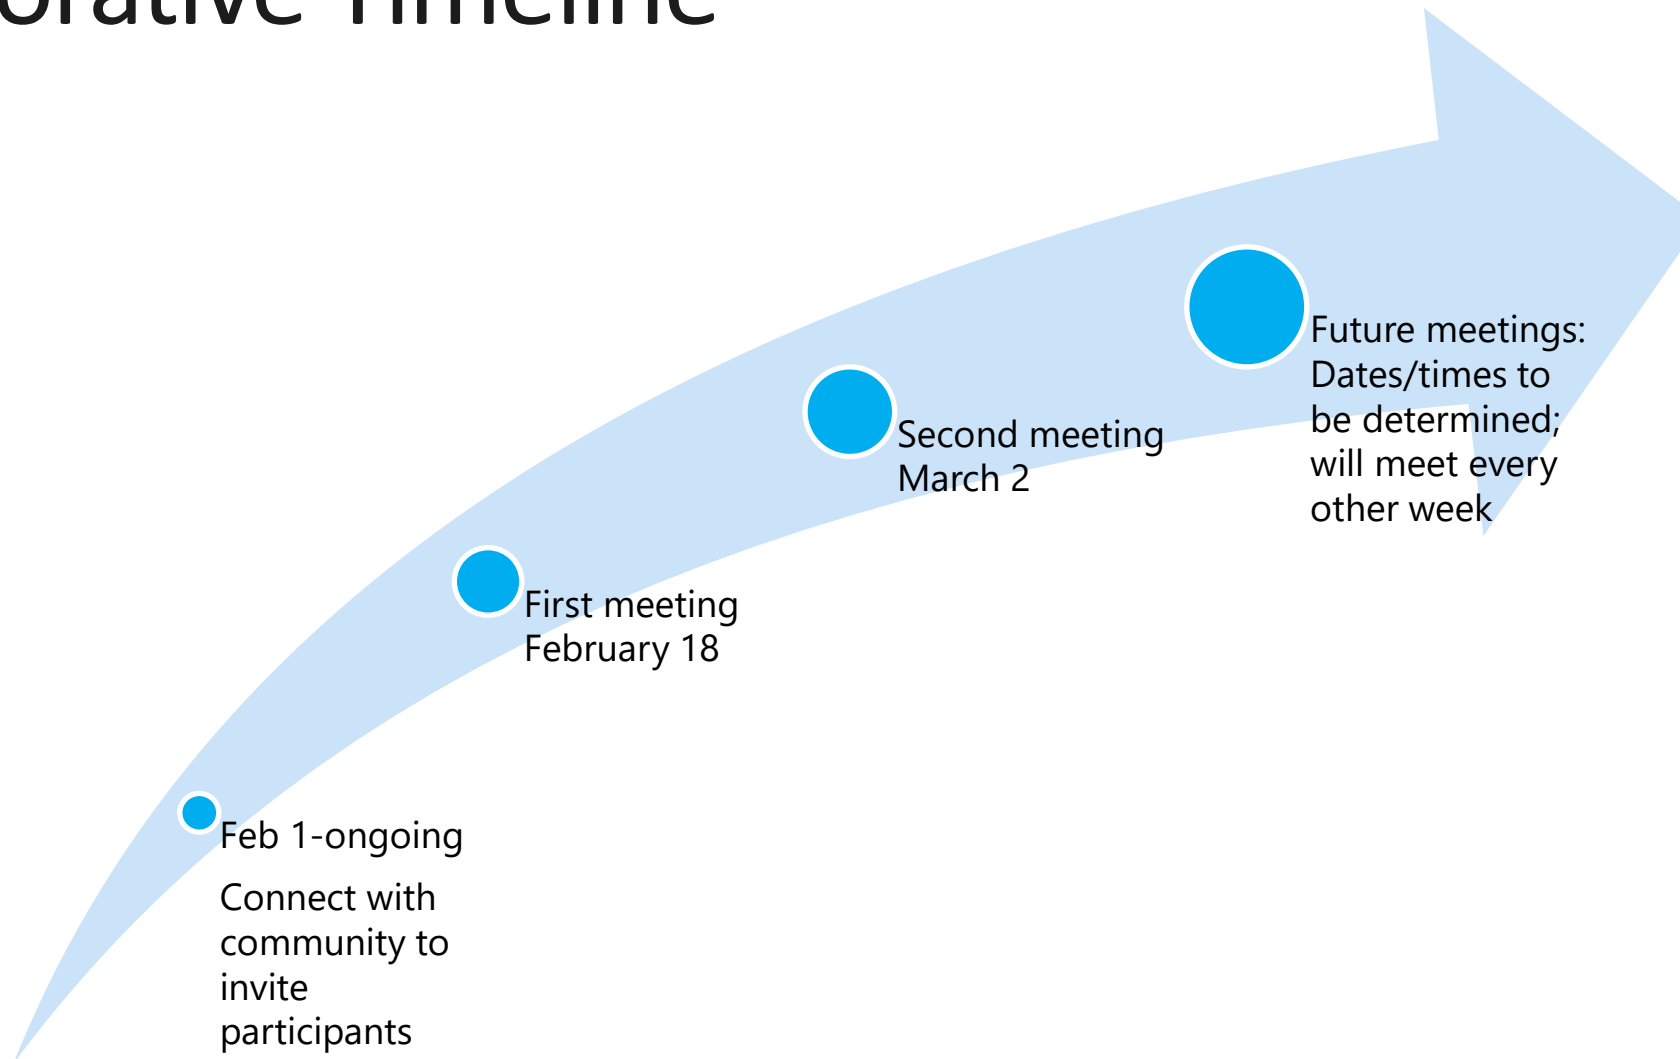 Timeline
Future meetings:
Dates/times to
be determined;
will meet every
other week
Second meeting
March 2
First meeting
February 18
Feb 1-ongoing
Connect with
community to
invite
participants